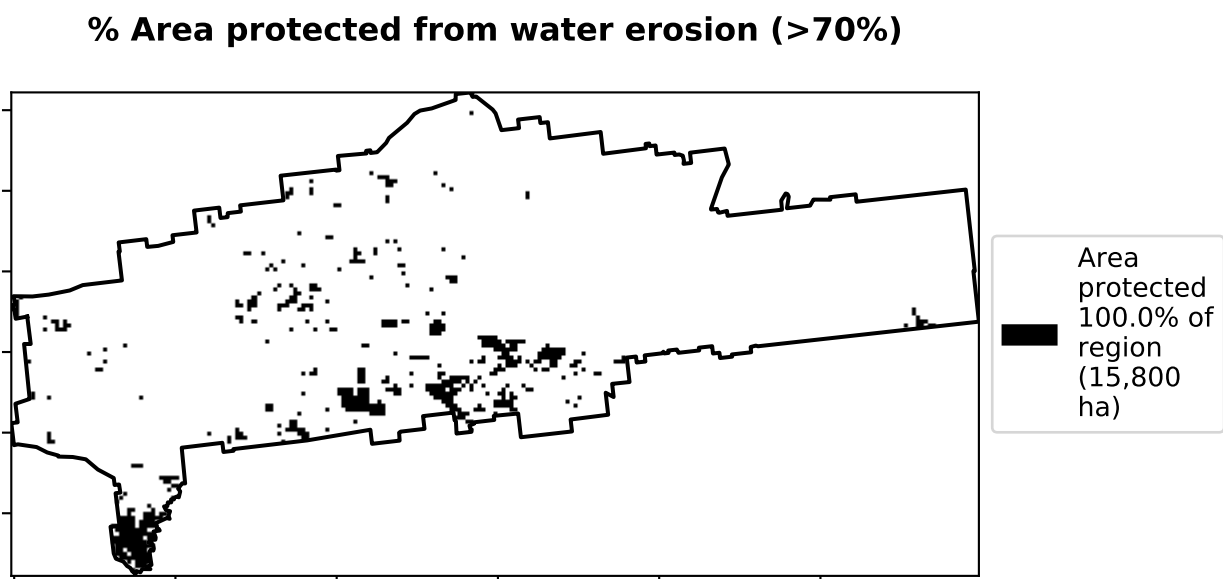 % Area protected from water erosion (>70%)
Area
protected
100.0% of
region
(15,800
ha)